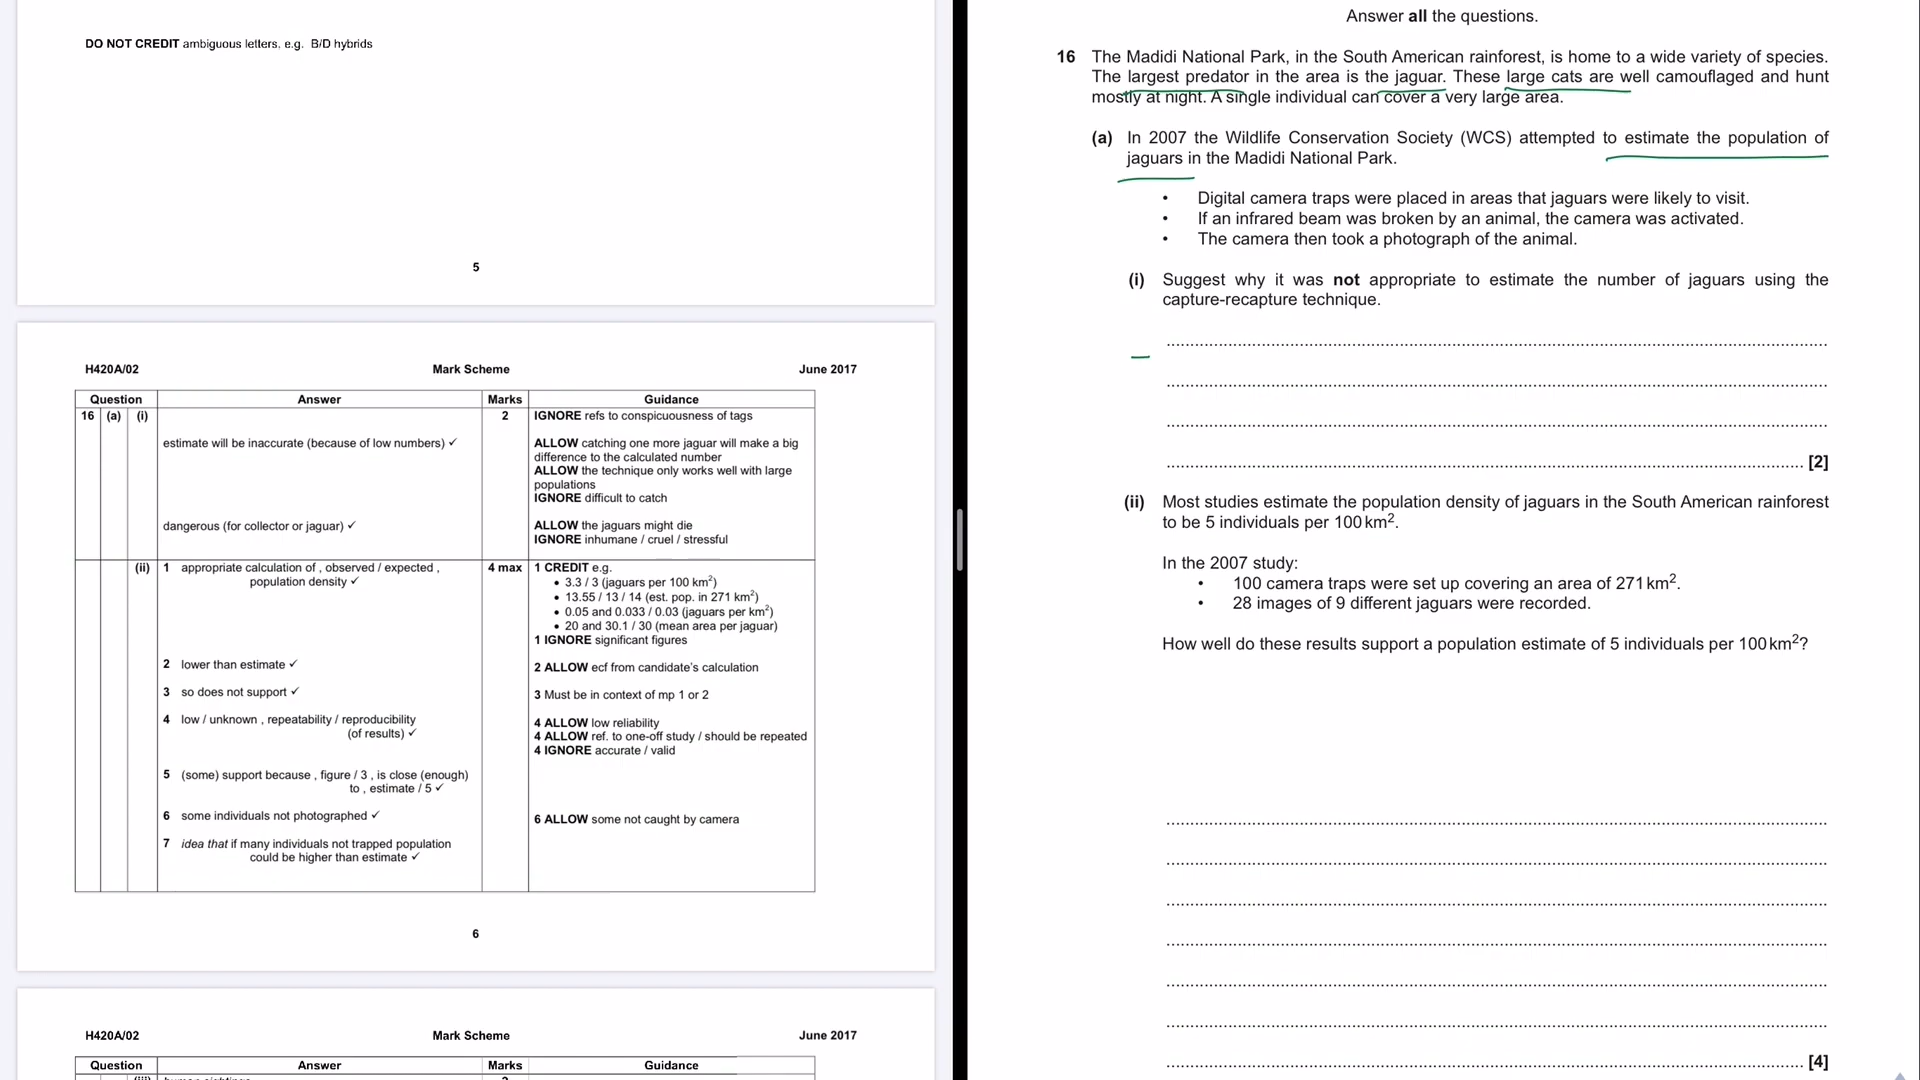 DO NOT CREDIT ambiguous letters, e.g. B/D hybrids
5
H420A/02 Mark Scheme June 2017
Question Answer Marks Guidance
16 (a) (i) 2 IGNORE refs to conspicuousness of tags
estimate will be inaccurate (because of low numbers) ✓ ALLOW catching one more jaguar will make a big
difference to the calculated number
ALLOW the technique only works well with large
populations
IGNORE difficult to catch
dangerous (for collector or jaguar) ✓ ALLOW the jaguars might die
IGNORE inhumane / cruel / stressful
(ii) 1 appropriate calculation of , observed / expected , 4 max 1 CREDIT e.g.
population density ✓ • 3.3 / 3 (jaguars per 100 km²)
• 13.55 / 13 / 14 (est. pop. in 271 km²)
• 0.05 and 0.033 / 0.03 (jaguars per km²)
• 20 and 30.1 / 30 (mean area per jaguar)
1 IGNORE significant figures
2 lower than estimate ✓ 2 ALLOW ecf from candidate's calculation
3 so does not support ✓ 3 Must be in context of mp 1 or 2
4 low / unknown , repeatability / reproducibility 4 ALLOW low reliability
(of results) ✓ 4 ALLOW ref. to one-off study / should be repeated
4 IGNORE accurate / valid
5 (some) support because , figure / 3 , is close (enough)
to , estimate / 5 ✓
6 some individuals not photographed ✓ 6 ALLOW some not caught by camera
7 idea that if many individuals not trapped population
could be higher than estimate ✓
6
H420A/02 Mark Scheme June 2017
Question Answer Marks Guidance
Answer all the questions.
16 The Madidi National Park, in the South American rainforest, is home to a wide variety of species.
The largest predator in the area is the jaguar. These large cats are well camouflaged and hunt
mostly at night. A single individual can cover a very large area.
(a) In 2007 the Wildlife Conservation Society (WCS) attempted to estimate the population of
jaguars in the Madidi National Park.
• Digital camera traps were placed in areas that jaguars were likely to visit.
• If an infrared beam was broken by an animal, the camera was activated.
• The camera then took a photograph of the animal.
(i) Suggest why it was not appropriate to estimate the number of jaguars using the
capture-recapture technique.
[2]
(ii) Most studies estimate the population density of jaguars in the South American rainforest
to be 5 individuals per 100 km².
In the 2007 study:
• 100 camera traps were set up covering an area of 271 km².
• 28 images of 9 different jaguars were recorded.
How well do these results support a population estimate of 5 individuals per 100 km²?
[4]